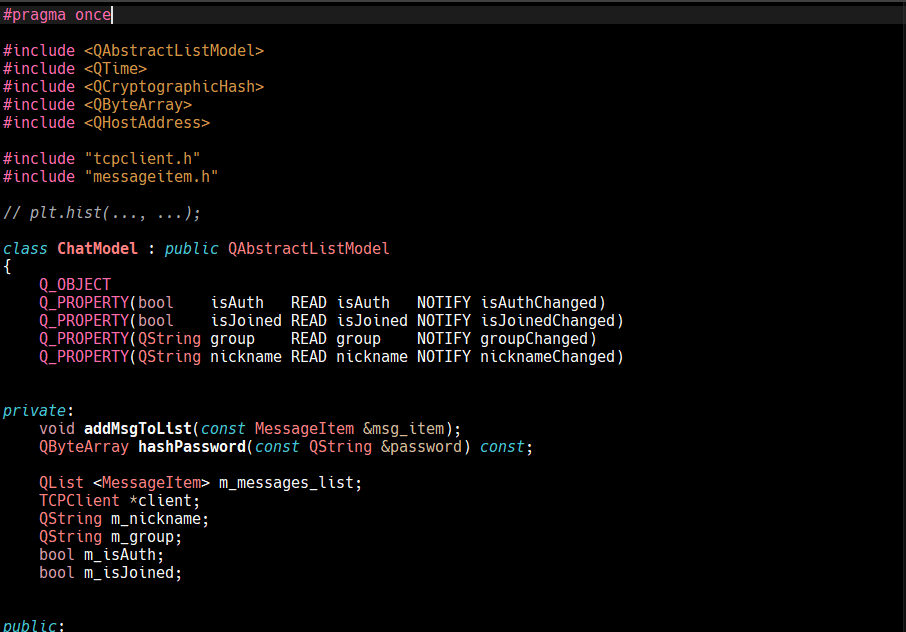 #pragma once
#include <QAbstractListModel>
#include <QTime>
#include <QCryptographicHash>
#include <QByteArray>
#include <QHostAddress>
#include "tcpclient.h"
#include "messageitem.h"
// plt.hist(..., ...);
class ChatModel : public QAbstractListModel
{
    Q_OBJECT
    Q_PROPERTY(bool    isAuth   READ isAuth   NOTIFY isAuthChanged)
    Q_PROPERTY(bool    isJoined READ isJoined NOTIFY isJoinedChanged)
    Q_PROPERTY(QString group    READ group    NOTIFY groupChanged)
    Q_PROPERTY(QString nickname READ nickname NOTIFY nicknameChanged)
private:
    void addMsgToList(const MessageItem &msg_item);
    QByteArray hashPassword(const QString &password) const;
    QList <MessageItem> m_messages_list;
    TCPClient *client;
    QString m_nickname;
    QString m_group;
    bool m_isAuth;
    bool m_isJoined;
public: